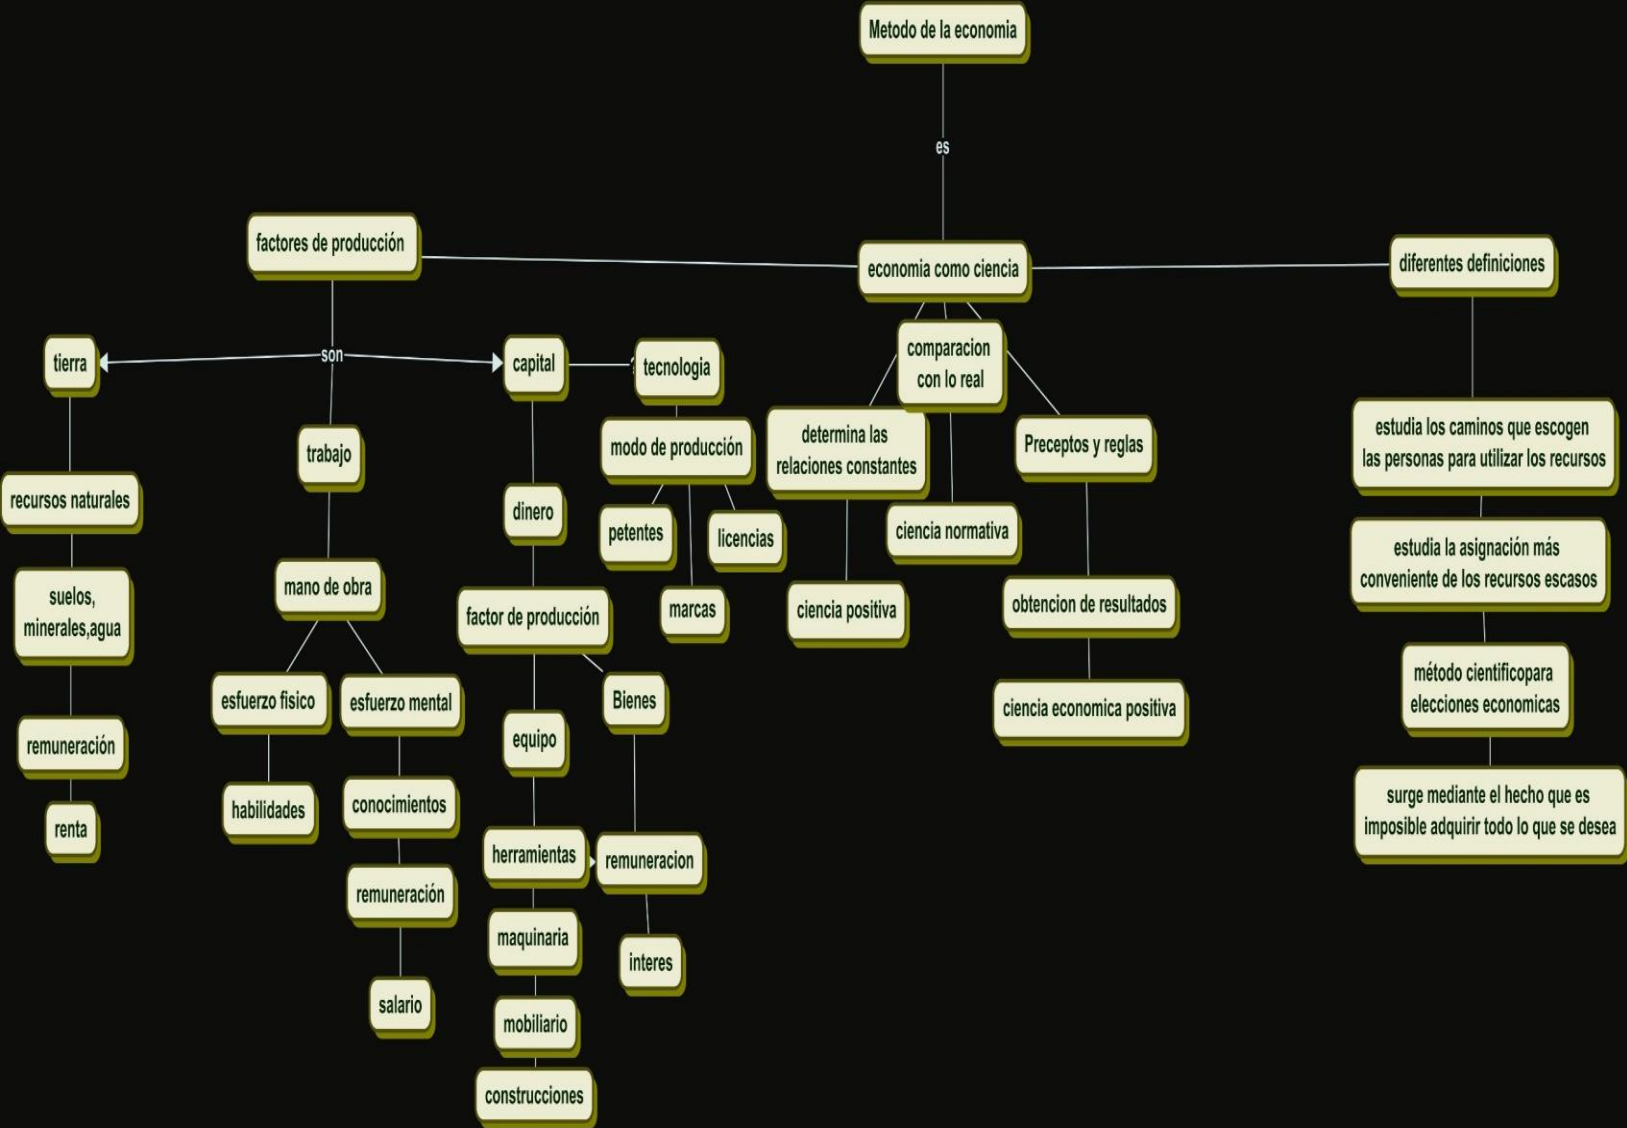 Metodo de la economia
es
factores de producción
economia como ciencia
diferentes definiciones
son
tierra
capital
tecnologia
comparacion
con lo real
trabajo
modo de producción
determina las
relaciones constantes
Preceptos y reglas
estudia los caminos que escogen
las personas para utilizar los recursos
recursos naturales
dinero
petentes
licencias
ciencia normativa
estudia la asignación más
conveniente de los recursos escasos
suelos,
minerales,agua
mano de obra
factor de producción
marcas
ciencia positiva
obtencion de resultados
esfuerzo fisico
esfuerzo mental
Bienes
ciencia economica positiva
método cientificopara
elecciones economicas
remuneración
equipo
renta
habilidades
conocimientos
herramientas
remuneracion
surge mediante el hecho que es
imposible adquirir todo lo que se desea
remuneración
maquinaria
interes
salario
mobiliario
construcciones